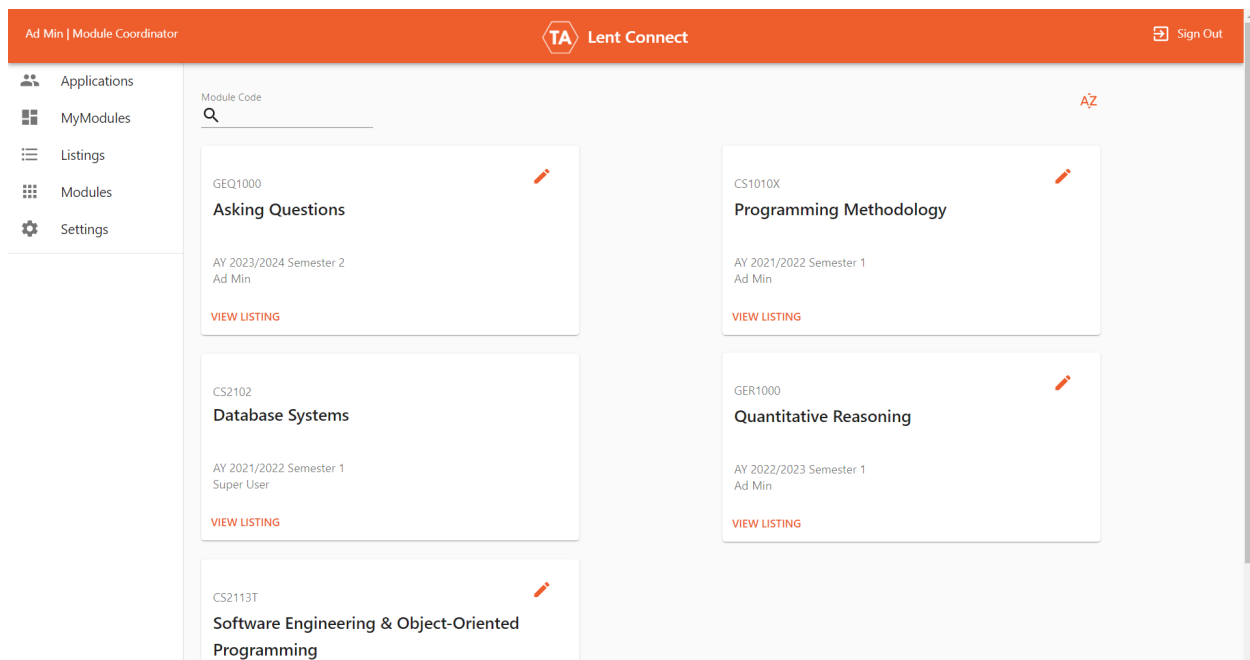 Ad Min | Module Coordinator
TA Lent Connect
Sign Out
Applications
MyModules
Listings
Modules
Settings
Module Code
AZ
GEQ1000
Asking Questions
AY 2023/2024 Semester 2
Ad Min
VIEW LISTING
CS1010X
Programming Methodology
AY 2021/2022 Semester 1
Ad Min
VIEW LISTING
CS2102
Database Systems
AY 2021/2022 Semester 1
Super User
VIEW LISTING
GER1000
Quantitative Reasoning
AY 2022/2023 Semester 1
Ad Min
VIEW LISTING
CS2113T
Software Engineering & Object-Oriented
Programming